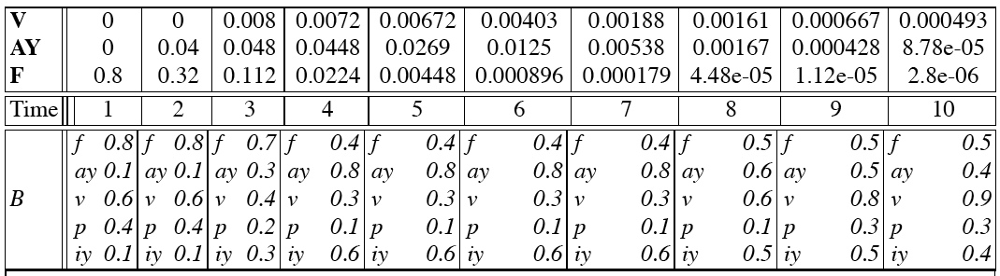 V 0 0 0.008 0.0072 0.00672 0.00403 0.00188 0.00161 0.000667 0.000493
AY 0 0.04 0.048 0.0448 0.0269 0.0125 0.00538 0.00167 0.000428 8.78e-05
F 0.8 0.32 0.112 0.0224 0.00448 0.000896 0.000179 4.48e-05 1.12e-05 2.8e-06
Time 1 2 3 4 5 6 7 8 9 10
f 0.8 f 0.8 f 0.7 f 0.4 f 0.4 f 0.4 f 0.4 f 0.5 f 0.5 f 0.5
ay 0.1 ay 0.1 ay 0.3 ay 0.8 ay 0.8 ay 0.8 ay 0.8 ay 0.6 ay 0.5 ay 0.4
B v 0.6 v 0.6 v 0.4 v 0.3 v 0.3 v 0.3 v 0.3 v 0.6 v 0.8 v 0.9
p 0.4 p 0.4 p 0.2 p 0.1 p 0.1 p 0.1 p 0.1 p 0.1 p 0.3 p 0.3
iy 0.1 iy 0.1 iy 0.3 iy 0.6 iy 0.6 iy 0.6 iy 0.6 iy 0.5 iy 0.5 iy 0.4